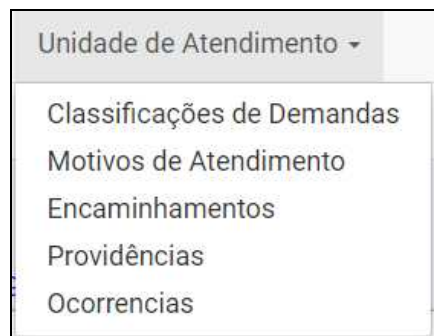 Unidade de Atendimento
Classificações de Demandas
Motivos de Atendimento
Encaminhamentos
Providências
Ocorrencias